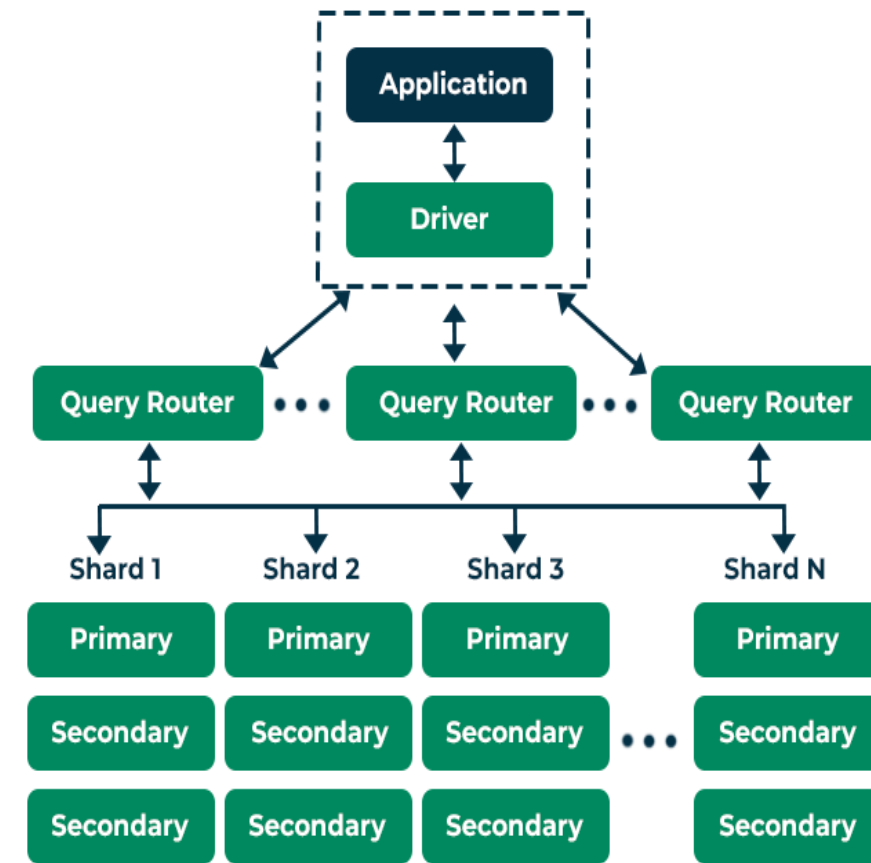 Application
Driver
Query Router Query Router Query Router
Shard 1 Shard 2 Shard 3 Shard N
Primary Primary Primary Primary
Secondary Secondary Secondary Secondary
Secondary Secondary Secondary Secondary